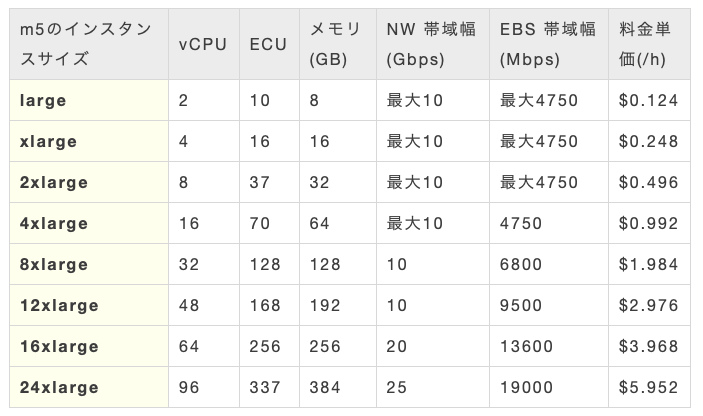 m5のインスタン vCPU ECU メモリ NW 帯域幅 EBS 帯域幅 料金単
スサイズ (GB) (Gbps) (Mbps) 価(/h)
large 2 10 8 最大10 最大4750 $0.124
xlarge 4 16 16 最大10 最大4750 $0.248
2xlarge 8 37 32 最大10 最大4750 $0.496
4xlarge 16 70 64 最大10 4750 $0.992
8xlarge 32 128 128 10 6800 $1.984
12xlarge 48 168 192 10 9500 $2.976
16xlarge 64 256 256 20 13600 $3.968
24xlarge 96 337 384 25 19000 $5.952